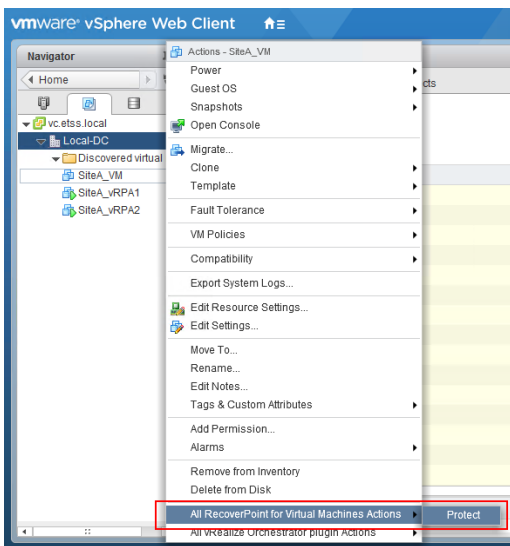 vmware® vSphere Web Client
Navigator
Home
vc.etss.local
Local-DC
Discovered virtual
SiteA_VM
SiteA_vRPA1
SiteA_vRPA2
Actions - SiteA_VM
Power
Guest OS
Snapshots
Open Console
Migrate...
Clone
Template
Fault Tolerance
VM Policies
Compatibility
Export System Logs...
Edit Resource Settings...
Edit Settings...
Move To...
Rename...
Edit Notes...
Tags & Custom Attributes
Add Permission...
Alarms
Remove from Inventory
Delete from Disk
All RecoverPoint for Virtual Machines Actions
Protect
All vRealize Orchestrator plugin Actions
cts